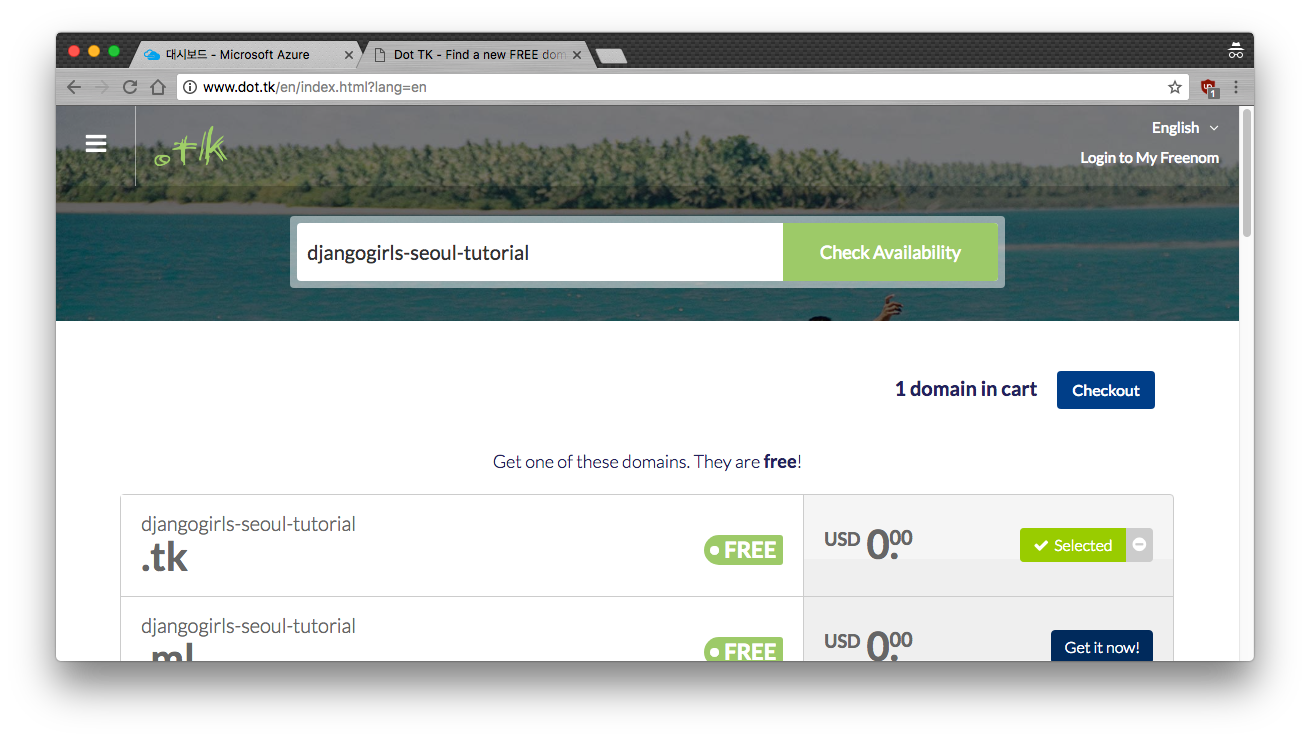 대시보드 - Microsoft Azure
Dot TK - Find a new FREE dom
www.dot.tk/en/index.html?lang=en
1
.tk
English
Login to My Freenom
djangogirls-seoul-tutorial
Check Availability
1 domain in cart
Checkout
Get one of these domains. They are free!
djangogirls-seoul-tutorial
.tk
FREE
USD 0.00
Selected
djangogirls-seoul-tutorial
.ml
FREE
USD 0.00
Get it now!